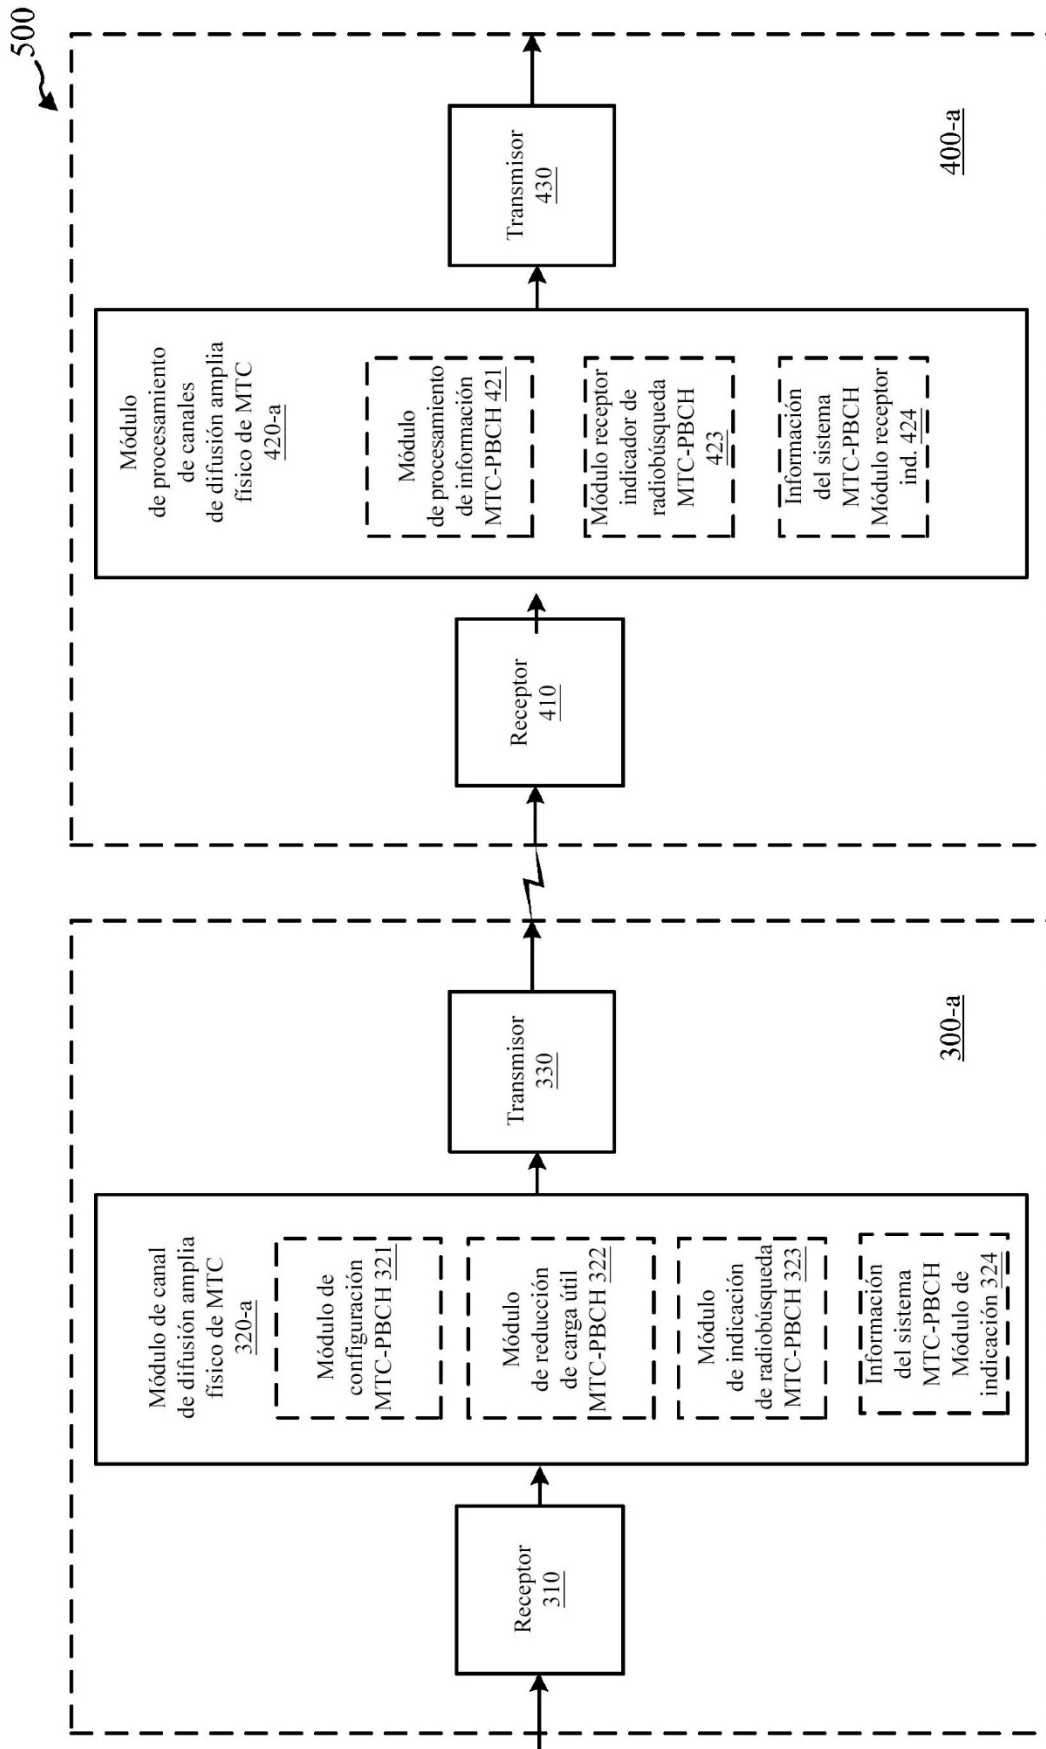 500
Receptor
310
Módulo de canal
de difusión amplia
físico de MTC
320-a
Módulo de
configuración
MTC-PBCH 321
Módulo
de reducción
de carga útil
MTC-PBCH 322
Módulo
de indicación
de radiobúsqueda
MTC-PBCH 323
Información
del sistema
MTC-PBCH
Módulo de
indicación 324
Transmisor
330
300-a
Receptor
410
Módulo
de procesamiento
de canales
de difusión amplia
físico de MTC
420-a
Módulo
de procesamiento
de información
MTC-PBCH 421
Módulo receptor
indicador de
radiobúsqueda
MTC-PBCH
423
Información
del sistema
MTC-PBCH
Módulo receptor
ind. 424
Transmisor
430
400-a